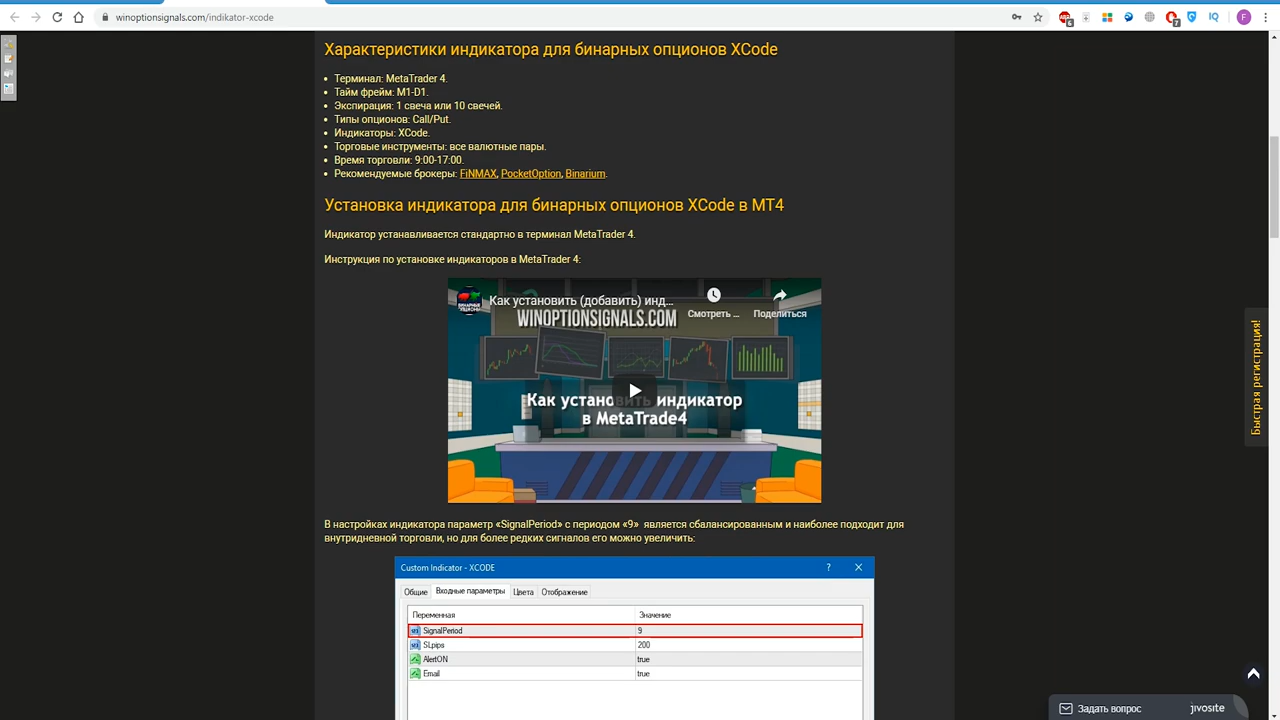 winoptionsignals.com/indikator-xcode
Характеристики индикатора для бинарных опционов XCode
Терминал: MetaTrader 4.
Тайм фрейм: M1-D1.
Экспирация: 1 свеча или 10 свечей.
Типы опционов: Call/Put.
Индикаторы: XCode.
Торговые инструменты: все валютные пары.
Время торговли: 9:00-17:00.
Рекомендуемые брокеры: FiNMAX, PocketOption, Binarium.
Установка индикатора для бинарных опционов XCode в МТ4
Индикатор устанавливается стандартно в терминал MetaTrader 4.
Инструкция по установке индикаторов в MetaTrader 4:
Как установить (добавить) инд...
Смотреть ...
Поделиться
WINOPTIONSIGNALS.COM
Как установить индикатор
в MetaTrade4
Быстрая регистрация!
В настройках индикатора параметр «SignalPeriod» с периодом «9» является сбалансированным и наиболее подходит для
внутридневной торговли, но для более редких сигналов его можно увеличить:
Custom Indicator - XCODE
Общие Входные параметры Цвета Отображение
Переменная Значение
SignalPeriod 9
SLpips 200
AlertON true
Email true
Задать вопрос jivosite